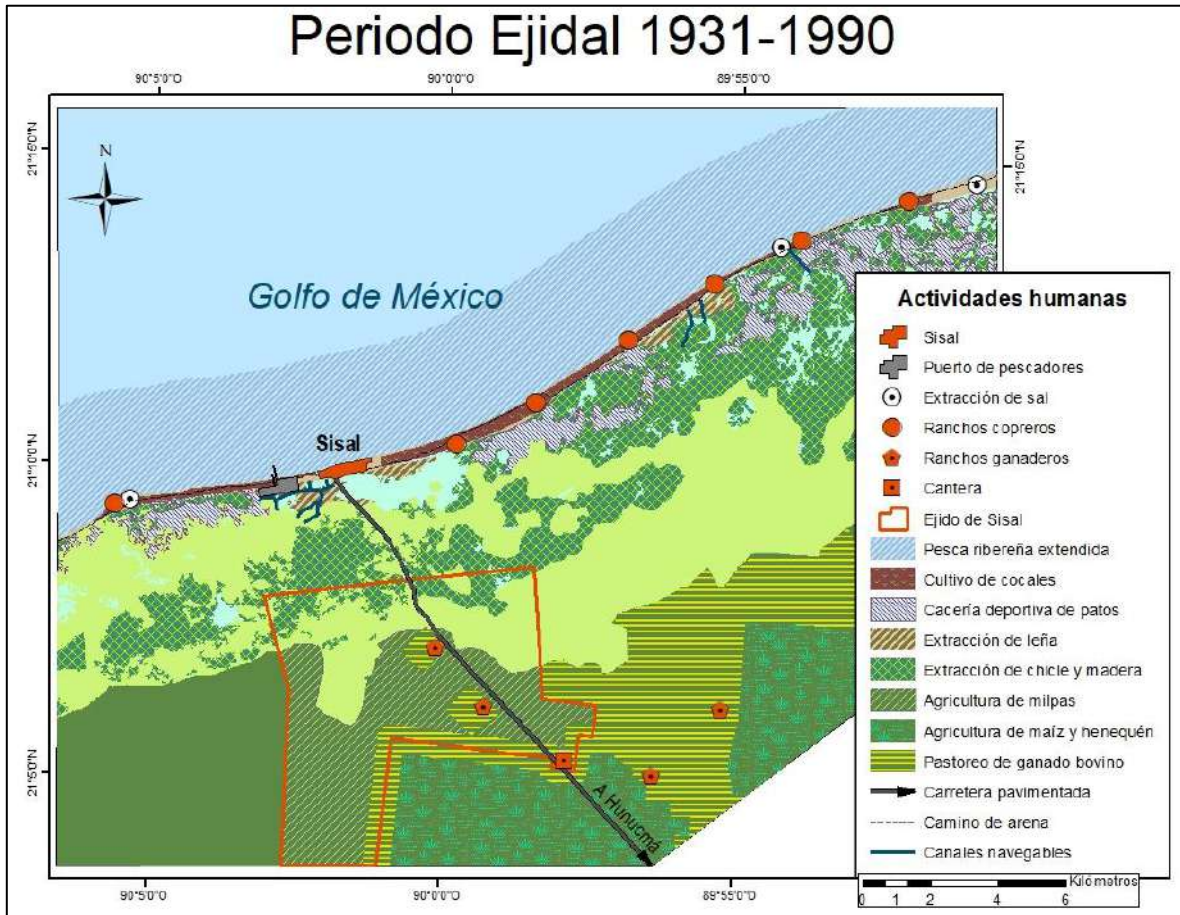 Periodo Ejidal 1931-1990
90°5'0"O
90°0'0"O
89°55'0"O
21°15'0"N
21°15'0"N
N
Golfo de México
Sisal
21°10'0"N
21°5'0"N
A Hunucmá
90°5'0"O
90°0'0"O
89°55'0"O
Actividades humanas
Sisal
Puerto de pescadores
Extracción de sal
Ranchos copreros
Ranchos ganaderos
Cantera
Ejido de Sisal
Pesca ribereña extendida
Cultivo de cocales
Cacería deportiva de patos
Extracción de leña
Extracción de chicle y madera
Agricultura de milpas
Agricultura de maíz y henequén
Pastoreo de ganado bovino
Carretera pavimentada
Camino de arena
Canales navegables
Kilómetros
0 1 2 4 6